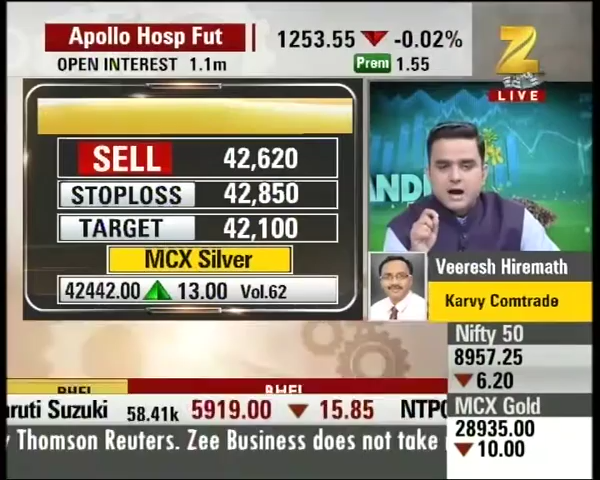 Apollo Hosp Fut
1253.55 -0.02%
OPEN INTEREST 1.1m
Prem 1.55
LIVE
SELL 42,620
STOPLOSS 42,850
TARGET 42,100
MCX Silver
42442.00 13.00 Vol.62
ANDI
Veeresh Hiremath
Karvy Comtrade
Nifty 50
8957.25
6.20
BHEL BHEL
ruti Suzuki 58.41k 5919.00 15.85 NTPC
MCX Gold
28935.00
10.00
Thomson Reuters. Zee Business does not take